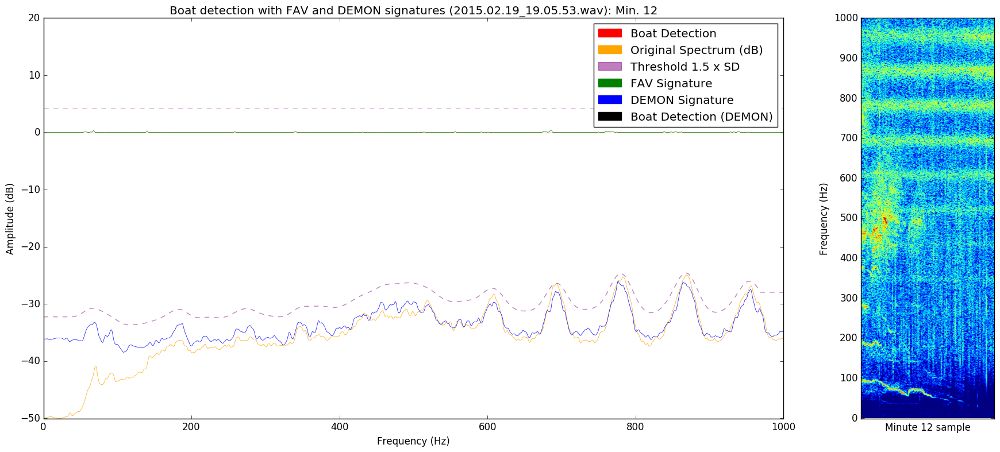 Boat detection with FAV and DEMON signatures (2015.02.19_19.05.53.wav): Min. 12
Boat Detection
Original Spectrum (dB)
Threshold 1.5 x SD
FAV Signature
DEMON Signature
Boat Detection (DEMON)
Amplitude (dB)
20
10
0
−10
−20
−30
−40
−50
0
200
400
600
800
1000
Frequency (Hz)
Frequency (Hz)
1000
900
800
700
600
500
400
300
200
100
0
Minute 12 sample